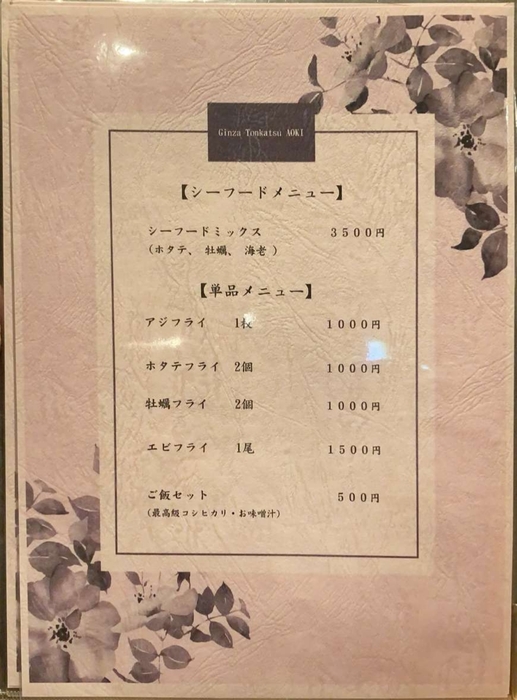 Ginza Tonkatsu AOKI
【シーフードメニュー】
シーフードミックス 3500円
(ホタテ、 牡蠣、 海老 )
【単品メニュー】
アジフライ 1枚 1000円
ホタテフライ 2個 1000円
牡蠣フライ 2個 1000円
エビフライ 1尾 1500円
ご飯セット 500円
(最高級コシヒカリ・お味噌汁)